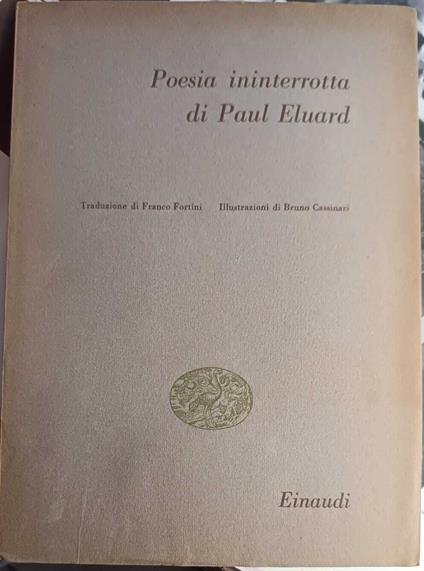 Poesia ininterrotta
di Paul Eluard
Traduzione di Franco Fortini Illustrazioni di Bruno Cassinari
Einaudi